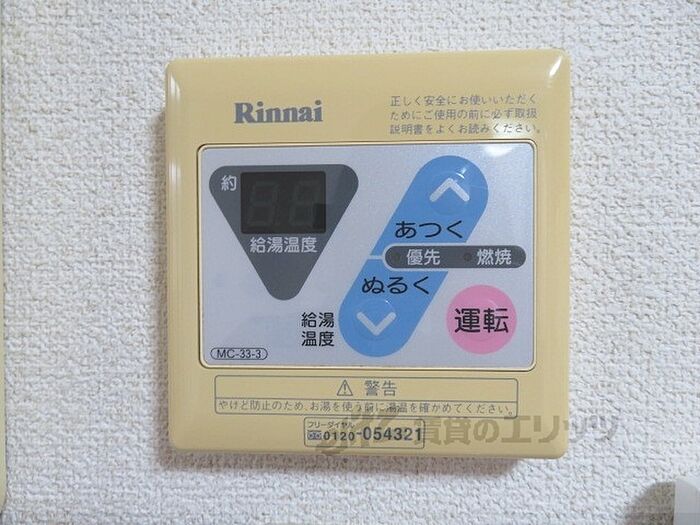 Rinnai
正しく安全にお使いいただく
ためにご使用の前に必ず取扱
説明書をよくお読みください。
約
給湯温度
あつく
優先 燃焼
ぬるく
給湯
温度
運転
MC-33-3
⚠ 警告
やけど防止のため、お湯を使う前に湯温を確かめてください。
フリーダイヤル
0120-054321
賃貸のエリッツ